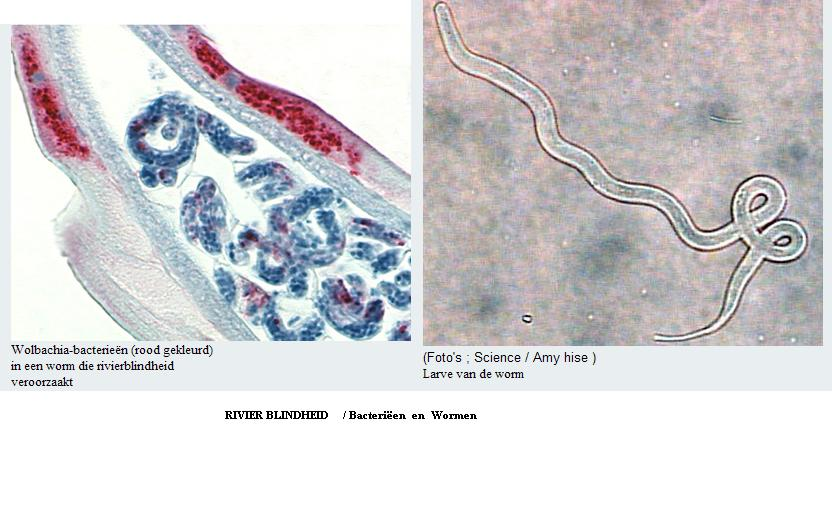 Wolbachia-bacterieën (rood gekleurd)
in een worm die rivierblindheid
veroorzaakt
(Foto's ; Science / Amy hise )
Larve van de worm
RIVIER BLINDHEID / Bacteriëen en Wormen